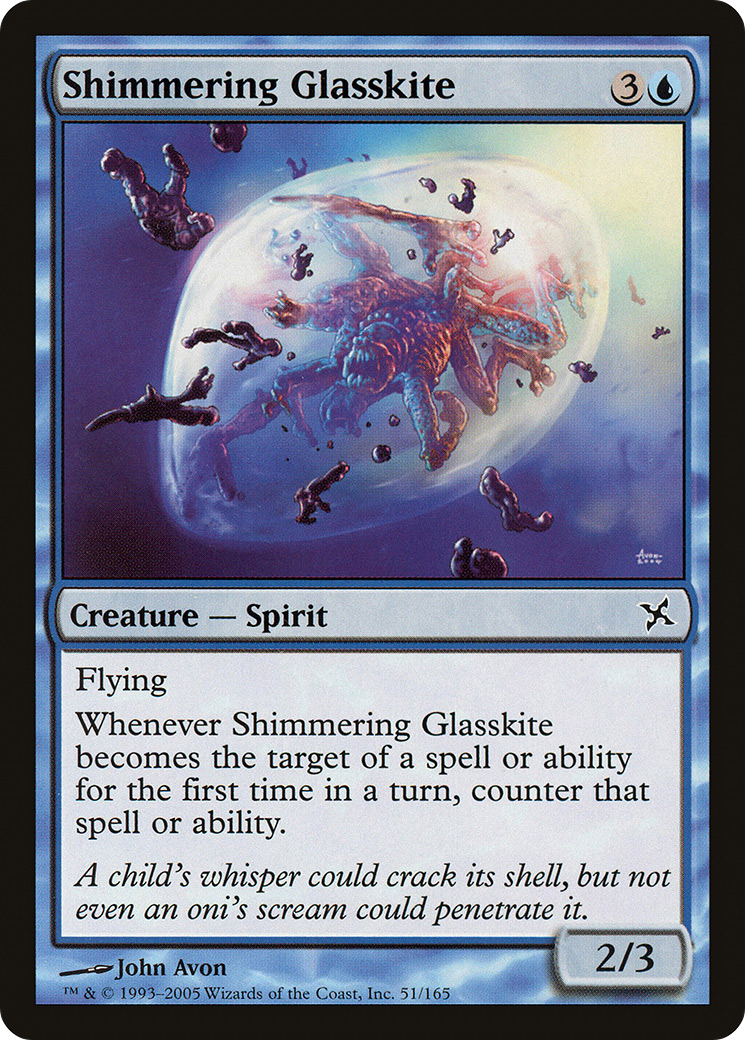 Shimmering Glasskite 3
AVON-
2004
Creature — Spirit
Flying
Whenever Shimmering Glasskite
becomes the target of a spell or ability
for the first time in a turn, counter that
spell or ability.
A child's whisper could crack its shell, but not
even an oni's scream could penetrate it.
2/3
John Avon
™ & © 1993–2005 Wizards of the Coast, Inc. 51/165